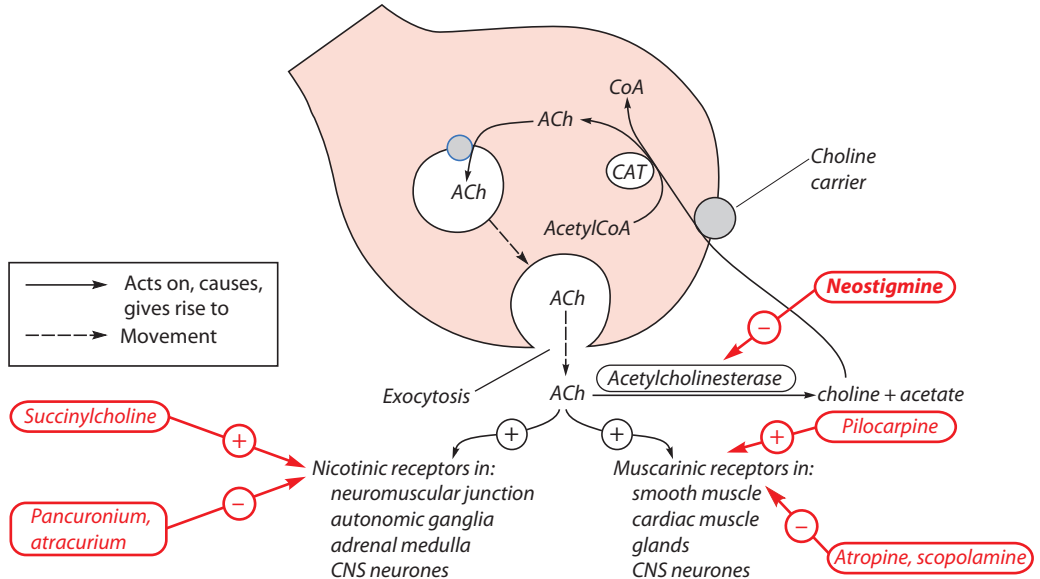 CoA
ACh
CAT
Choline
carrier
ACh
AcetylCoA
Acts on, causes,
gives rise to
Movement
ACh
Neostigmine
−
Acetylcholinesterase
Exocytosis
ACh
choline + acetate
Succinylcholine
+
+
+
+
Pilocarpine
Nicotinic receptors in:
neuromuscular junction
autonomic ganglia
adrenal medulla
CNS neurones
Muscarinic receptors in:
smooth muscle
cardiac muscle
glands
CNS neurones
−
Pancuronium,
atracurium
−
Atropine, scopolamine